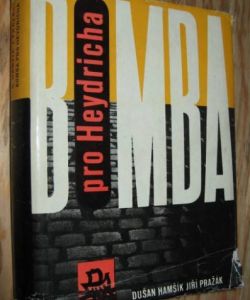 BOMBA
pro Heydricha
DUŠAN HAMŠÍK JIŘÍ PRAŽÁK